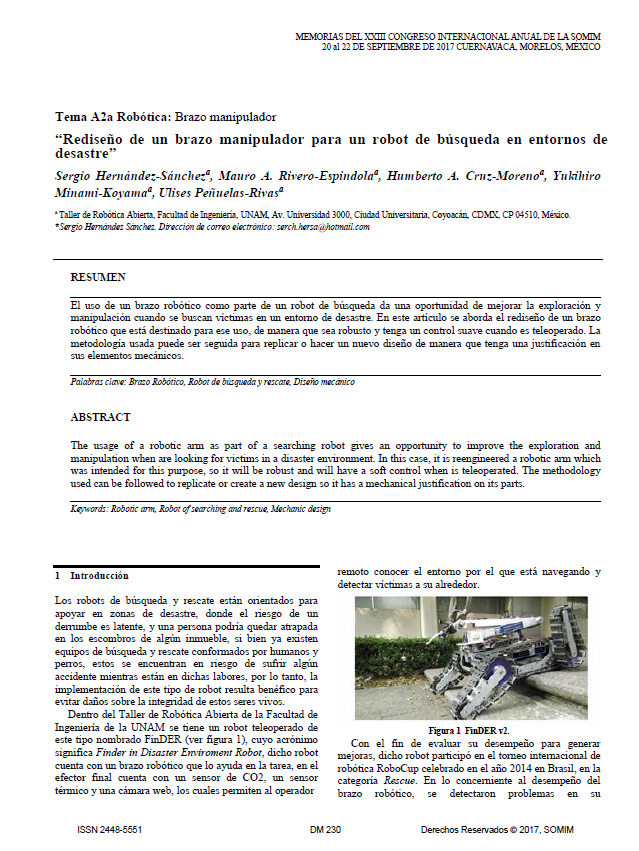 MEMORIAS DEL XXIII CONGRESO INTERNACIONAL ANUAL DE LA SOMIM
20 al 22 DE SEPTIEMBRE DE 2017 CUERNAVACA, MORELOS, MEXICO
Tema A2a Robótica: Brazo manipulador
“Rediseño de un brazo manipulador para un robot de búsqueda en entornos de
desastre”
Sergio Hernández-Sánchezª, Mauro A. Rivero-Espindolaª, Humberto A. Cruz-Morenoª, Yukihiro
Minami-Koyamaª, Ulises Peñuelas-Rivasª
ª Taller de Robótica Abierta, Facultad de Ingeniería, UNAM, Av. Universidad 3000, Ciudad Universitaria, Coyoacán, CDMX, CP 04510, México.
*Sergio Hernández Sánchez. Dirección de correo electrónico: serch.hersa@hotmail.com
RESUMEN
El uso de un brazo robótico como parte de un robot de búsqueda da una oportunidad de mejorar la exploración y
manipulación cuando se buscan víctimas en un entorno de desastre. En este artículo se aborda el rediseño de un brazo
robótico que está destinado para ese uso, de manera que sea robusto y tenga un control suave cuando es teleoperado. La
metodología usada puede ser seguida para replicar o hacer un nuevo diseño de manera que tenga una justificación en
sus elementos mecánicos.
Palabras clave: Brazo Robótico, Robot de búsqueda y rescate, Diseño mecánico
ABSTRACT
The usage of a robotic arm as part of a searching robot gives an opportunity to improve the exploration and
manipulation when are looking for victims in a disaster environment. In this case, it is reengineered a robotic arm which
was intended for this purpose, so it will be robust and will have a soft control when is teleoperated. The methodology
used can be followed to replicate or create a new design so it has a mechanical justification on its parts.
Keywords: Robotic arm, Robot of searching and rescue, Mechanic design
1 Introducción
Los robots de búsqueda y rescate están orientados para
apoyar en zonas de desastre, donde el riesgo de un
derrumbe es latente, y una persona podría quedar atrapada
en los escombros de algún inmueble, si bien ya existen
equipos de búsqueda y rescate conformados por humanos y
perros, estos se encuentran en riesgo de sufrir algún
accidente mientras están en dichas labores, por lo tanto, la
implementación de este tipo de robot resulta benéfico para
evitar daños sobre la integridad de estos seres vivos.
Dentro del Taller de Robótica Abierta de la Facultad de
Ingeniería de la UNAM se tiene un robot teleoperado de
este tipo nombrado FinDER (ver figura 1), cuyo acrónimo
significa Finder in Disaster Enviroment Robot, dicho robot
cuenta con un brazo robótico que lo ayuda en la tarea, en el
efector final cuenta con un sensor de CO2, un sensor
térmico y una cámara web, los cuales permiten al operador
remoto conocer el entorno por el que está navegando y
detectar víctimas a su alrededor.
Figura 1 FinDER v2.
Con el fin de evaluar su desempeño para generar
mejoras, dicho robot participó en el torneo internacional de
robótica RoboCup celebrado en el año 2014 en Brasil, en la
categoría Rescue. En lo concerniente al desempeño del
brazo robótico, se detectaron problemas en su
ISSN 2448-5551
DM 230
Derechos Reservados © 2017, SOMIM